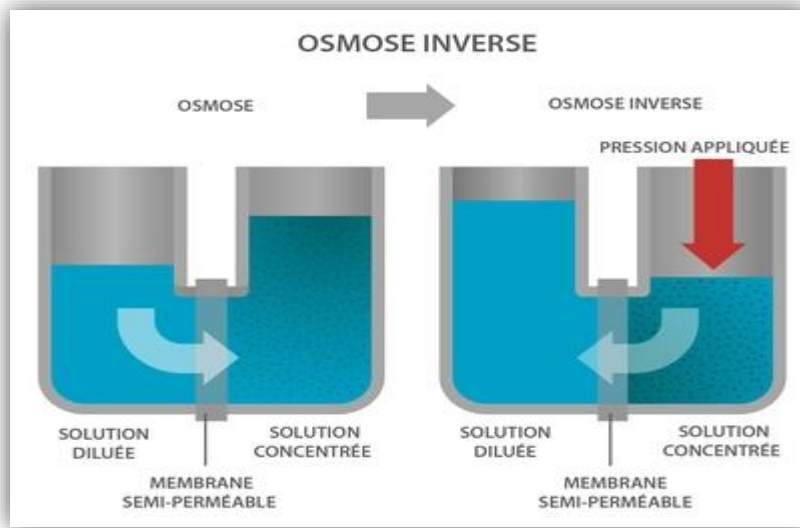 OSMOSE INVERSE
OSMOSE
OSMOSE INVERSE
PRESSION APPLIQUÉE
SOLUTION
DILUÉE
SOLUTION
CONCENTRÉE
MEMBRANE
SEMI-PERMÉABLE
SOLUTION
DILUÉE
SOLUTION
CONCENTRÉE
MEMBRANE
SEMI-PERMÉABLE